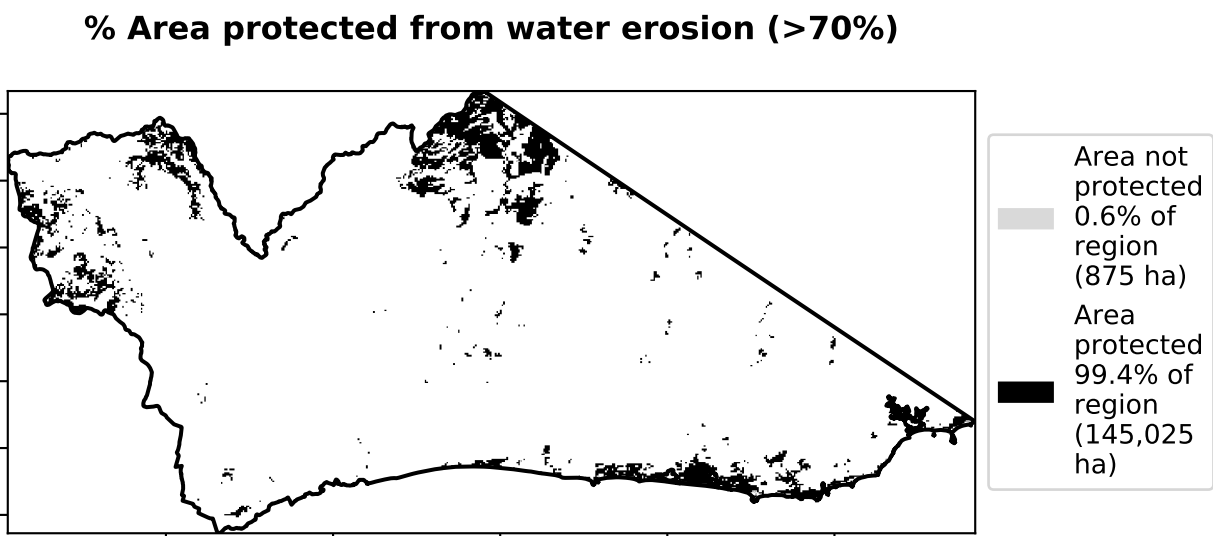 % Area protected from water erosion (>70%)
Area not
protected
0.6% of
region
(875 ha)
Area
protected
99.4% of
region
(145,025
ha)